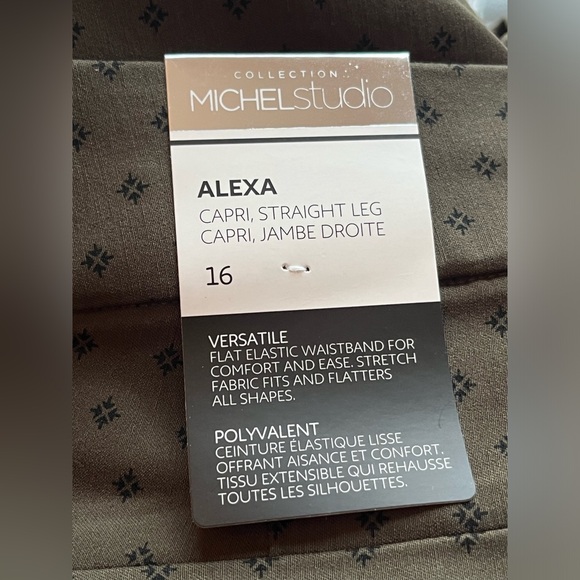 COLLECTION
MICHELstudio
ALEXA
CAPRI, STRAIGHT LEG
CAPRI, JAMBE DROITE
16
VERSATILE
FLAT ELASTIC WAISTBAND FOR
COMFORT AND EASE. STRETCH
FABRIC FITS AND FLATTERS
ALL SHAPES.
POLYVALENT
CEINTURE ÉLASTIQUE LISSE
OFFRANT AISANCE ET CONFORT.
TISSU EXTENSIBLE QUI REHAUSSE
TOUTES LES SILHOUETTES.